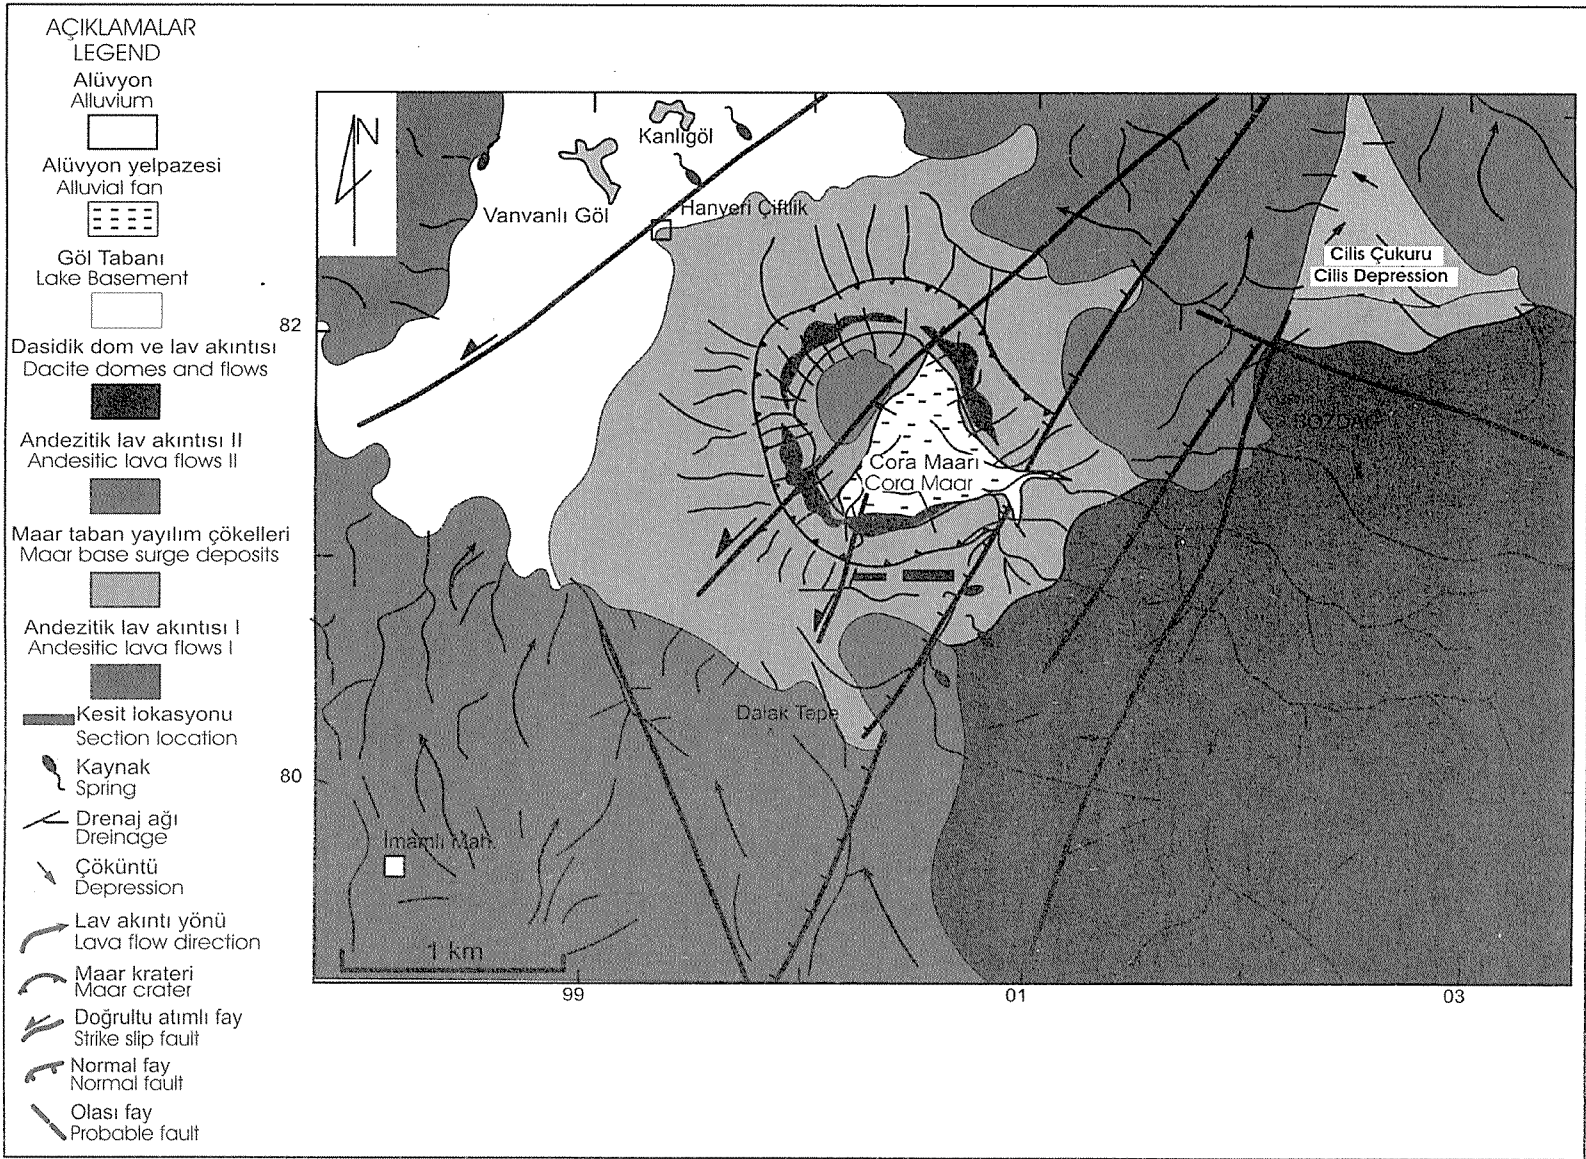 AÇIKLAMALAR
LEGEND
Alüvyon
Alluvium
Alüvyon yelpazesi
Alluvial fan
Göl Tabanı
Lake Basement
Dasidik dom ve lav akıntısı
Dacite domes and flows
Andezitik lav akıntısı II
Andesitic lava flows II
Maar taban yayılım çökelleri
Maar base surge deposits
Andezitik lav akıntısı I
Andesitic lava flows I
Kesit lokasyonu
Section location
Kaynak
Spring
Drenaj ağı
Dreinage
Çöküntü
Depression
Lav akıntı yönü
Lava flow direction
Maar krateri
Maar crater
Doğrultu atımlı fay
Strike slip fault
Normal fay
Normal fault
Olası fay
Probable fault
N
Kanlıgöl
Vanvanlı Göl
Hanyeri Çiftlik
Cilis Çukuru
Cilis Depression
82
BOZDAĞ
Cora Maarı
Cora Maar
Dalak Tepe
80
İmamlı Mah.
1 km
99
01
03